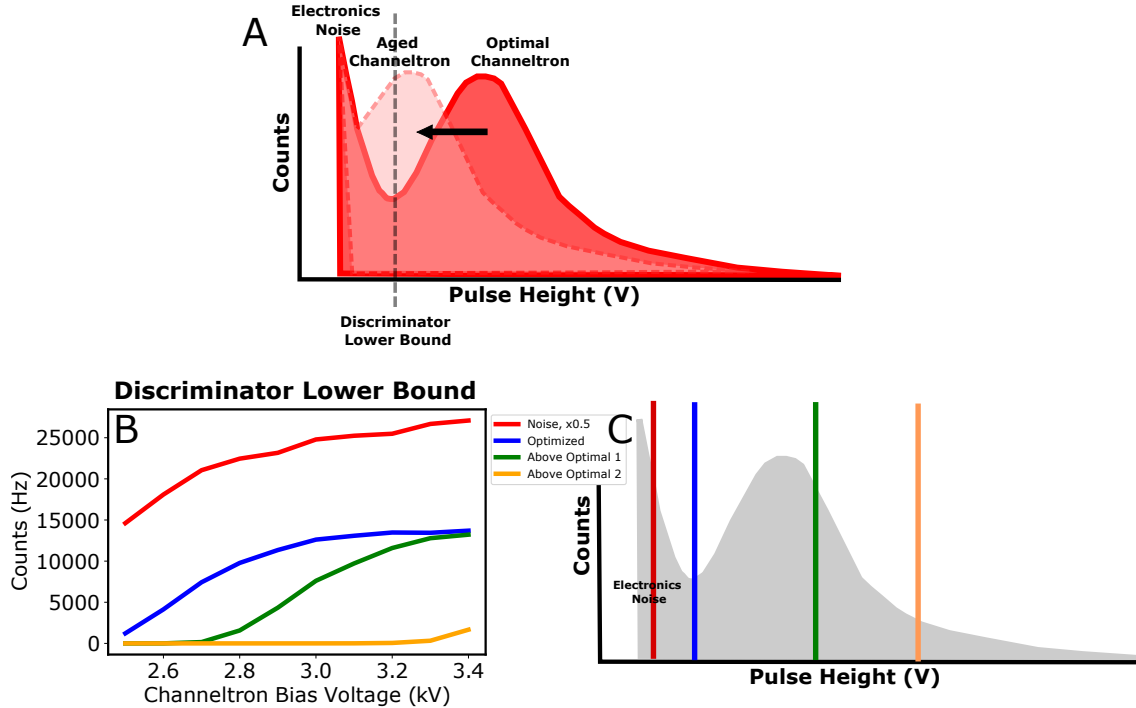 A
Electronics
Noise
Aged
Channeltron
Optimal
Channeltron
Counts
Pulse Height (V)
Discriminator
Lower Bound
Discriminator Lower Bound
B
Counts (Hz)
25000
20000
15000
10000
5000
0
2.6
2.8
3.0
3.2
3.4
Channeltron Bias Voltage (kV)
Noise, x0.5
Optimized
Above Optimal 1
Above Optimal 2
C
Counts
Electronics
Noise
Pulse Height (V)